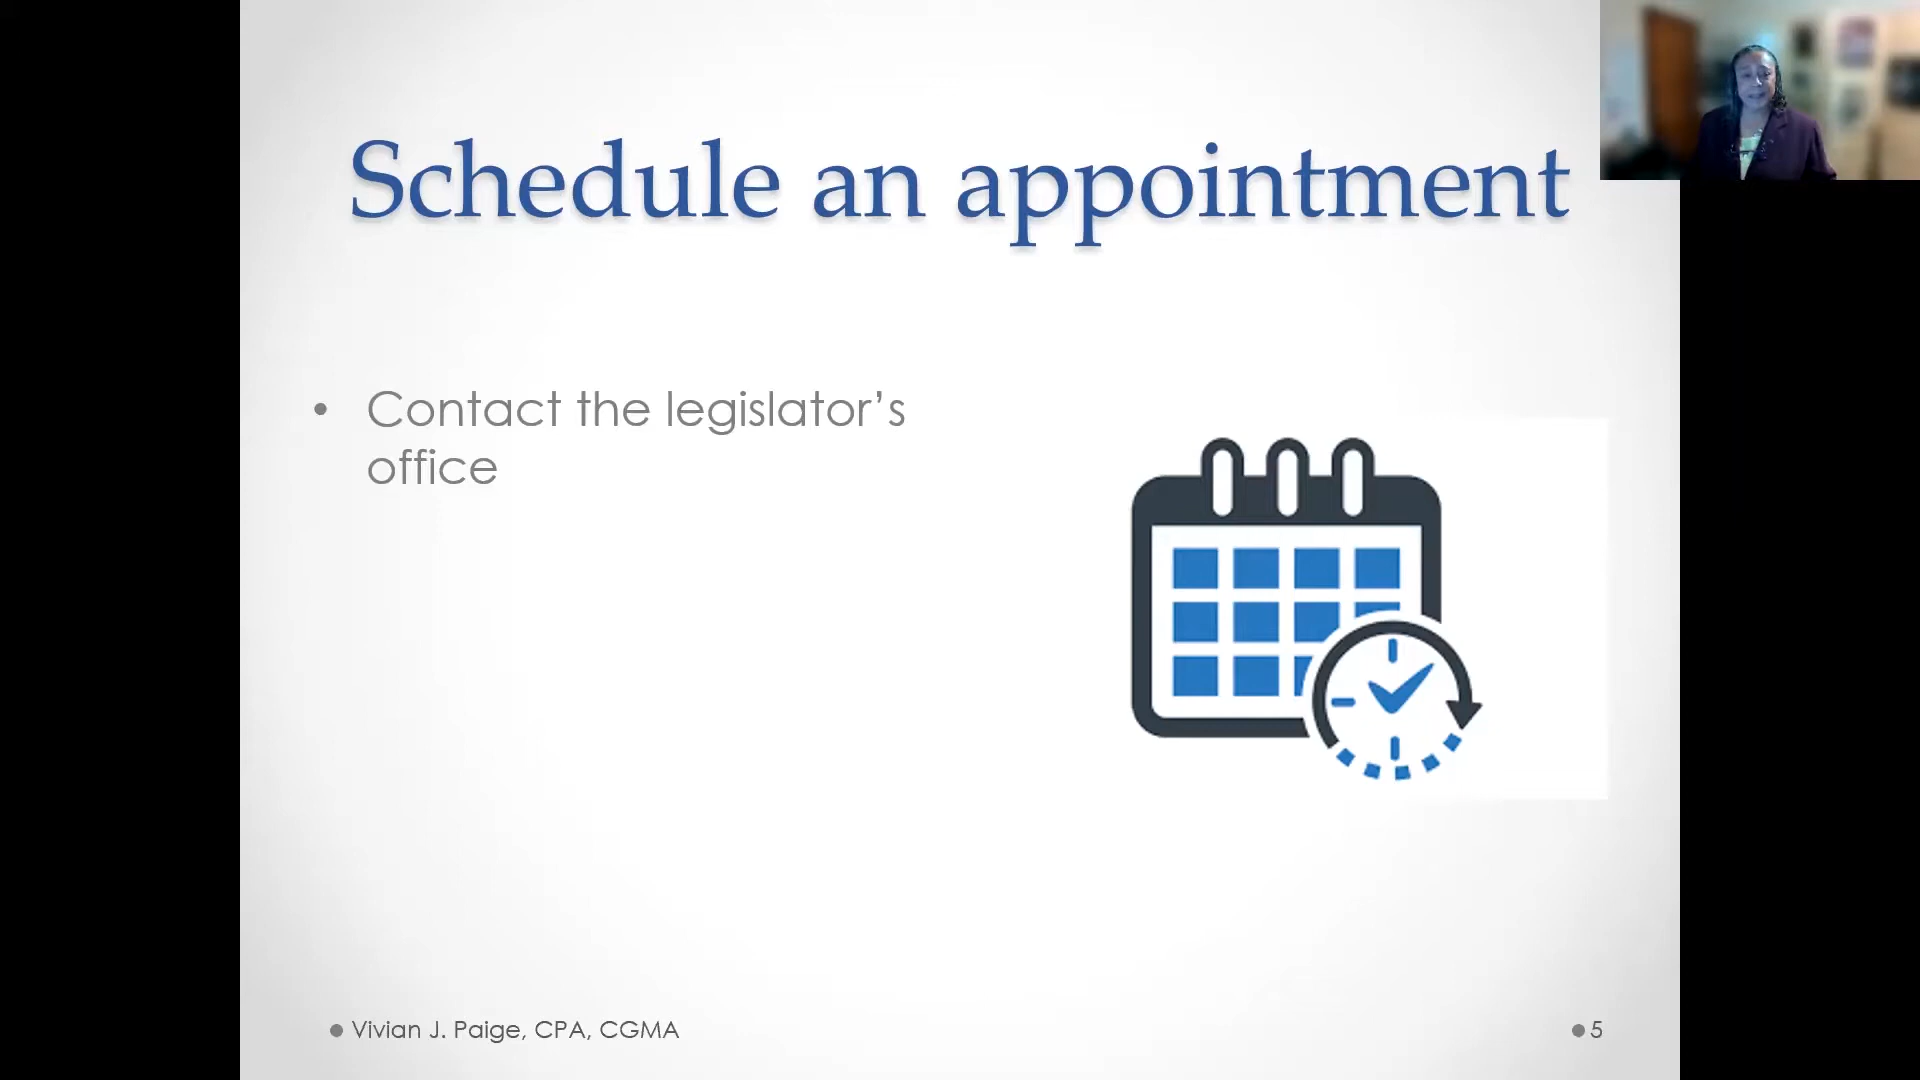 Schedule an appointment
• Contact the legislator’s
office
• Vivian J. Paige, CPA, CGMA
• 5